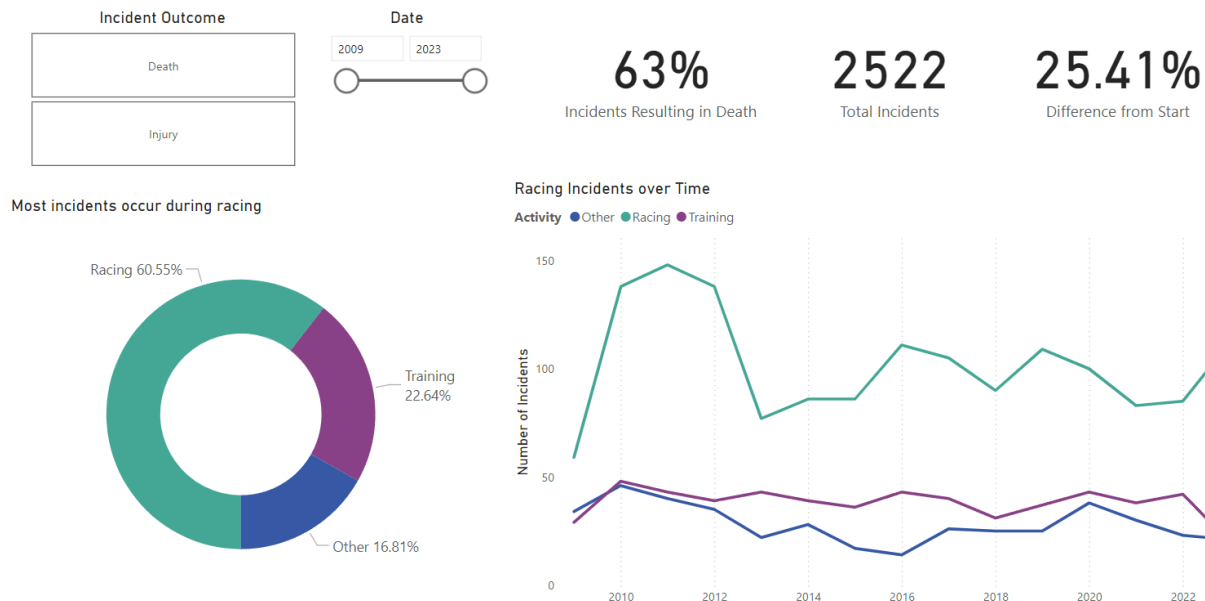 Incident Outcome
Death
Injury
Date
2009 2023
63%
Incidents Resulting in Death
2522
Total Incidents
25.41%
Difference from Start
Most incidents occur during racing
Racing 60.55%
Training
22.64%
Other 16.81%
Racing Incidents over Time
Activity Other Racing Training
Number of Incidents
150
100
50
0
2010 2012 2014 2016 2018 2020 2022